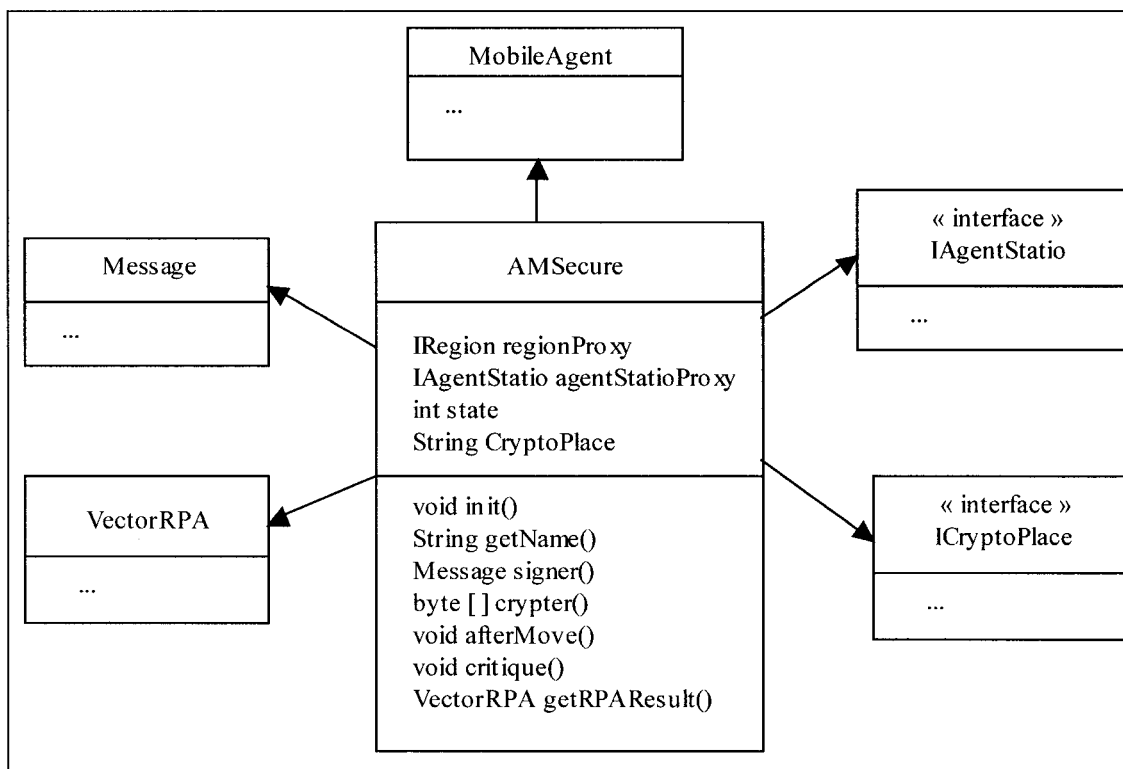 MobileAgent
...
Message
...
AMSecure
IRegion regionProxy
IAgentStatio agentStatioProxy
int state
String CryptoPlace
void init()
String getName()
Message signer()
byte [ ] crypter()
void afterMove()
void critique()
VectorRPA getRPAResult()
« interface »
IAgentStatio
...
VectorRPA
...
« interface »
ICryptoPlace
...